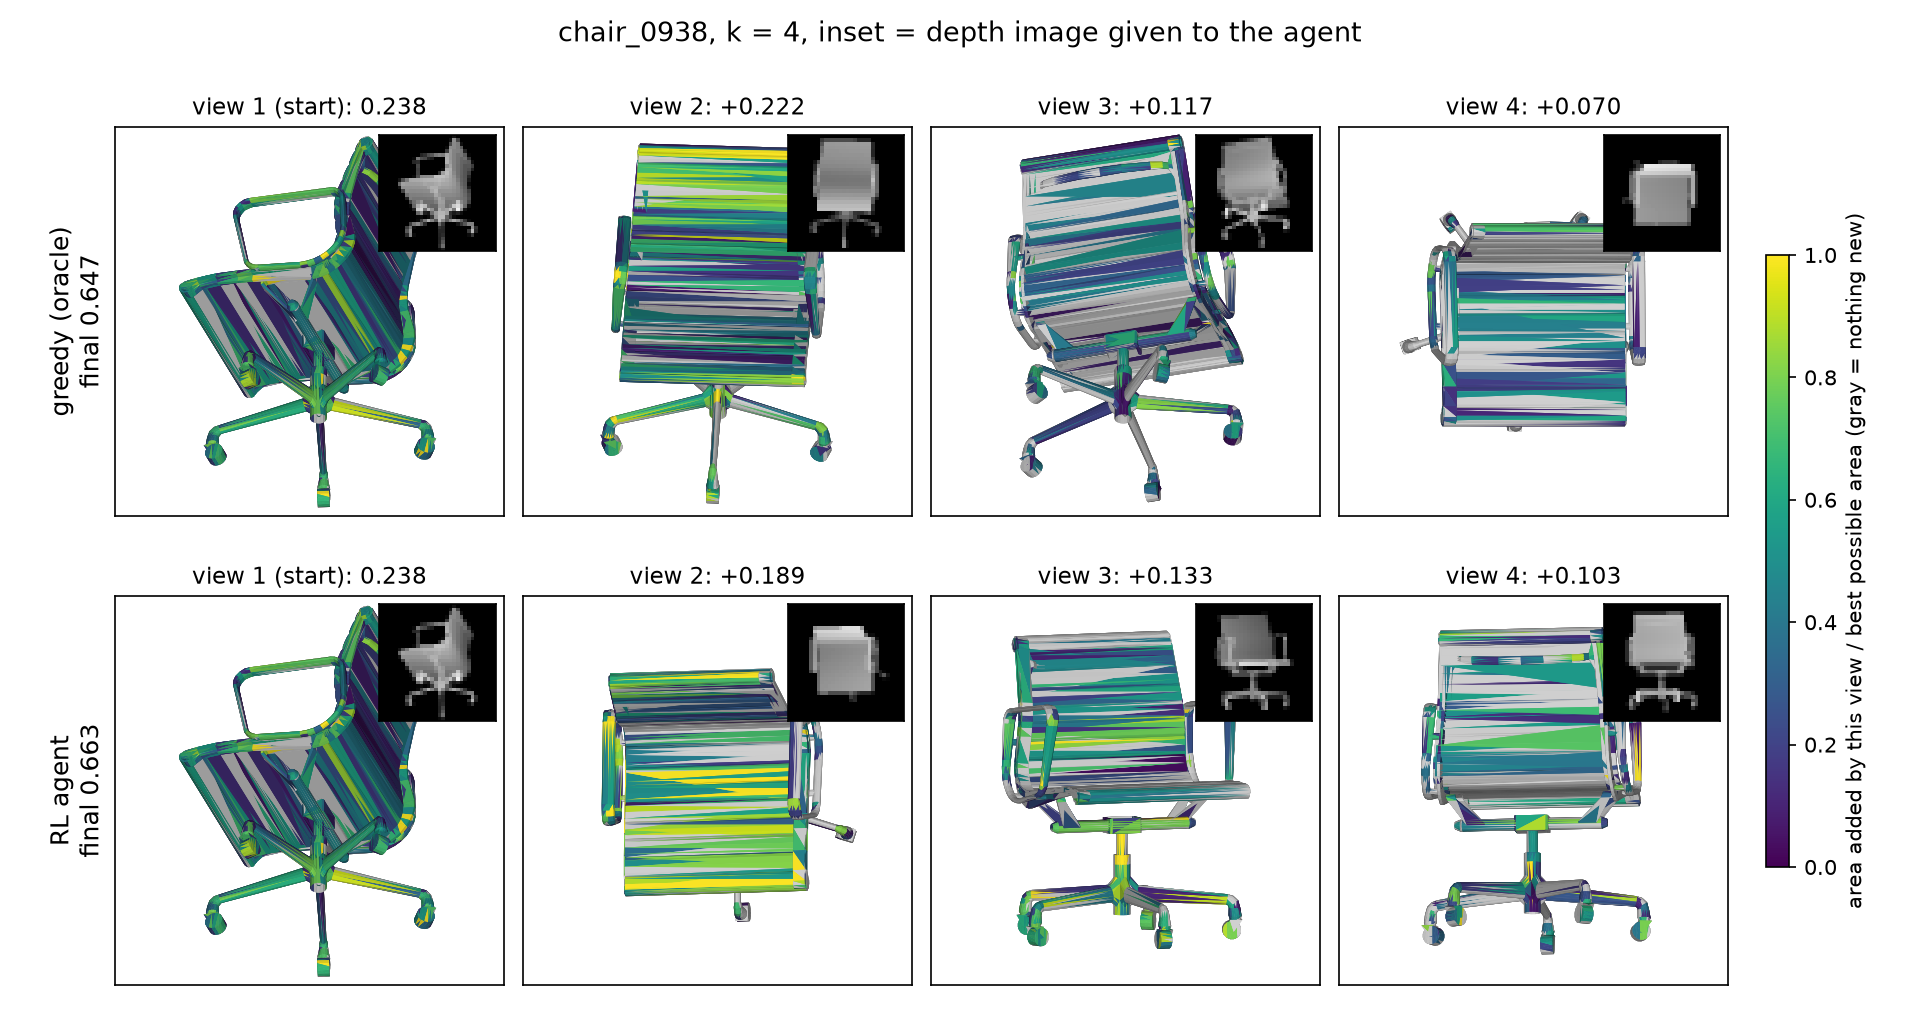 chair_0938, k = 4, inset = depth image given to the agent
view 1 (start): 0.238
view 2: +0.222
view 3: +0.117
view 4: +0.070
greedy (oracle)
final 0.647
view 1 (start): 0.238
view 2: +0.189
view 3: +0.133
view 4: +0.103
RL agent
final 0.663
1.0
0.8
0.6
0.4
0.2
0.0
area added by this view / best possible area (gray = nothing new)